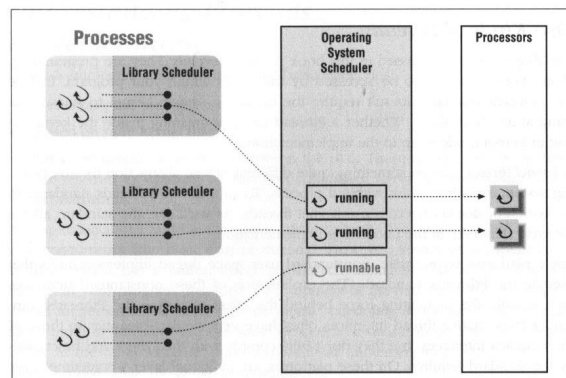 Processes
Library Scheduler
Library Scheduler
Library Scheduler
Operating
System
Scheduler
running
running
runnable
Processors